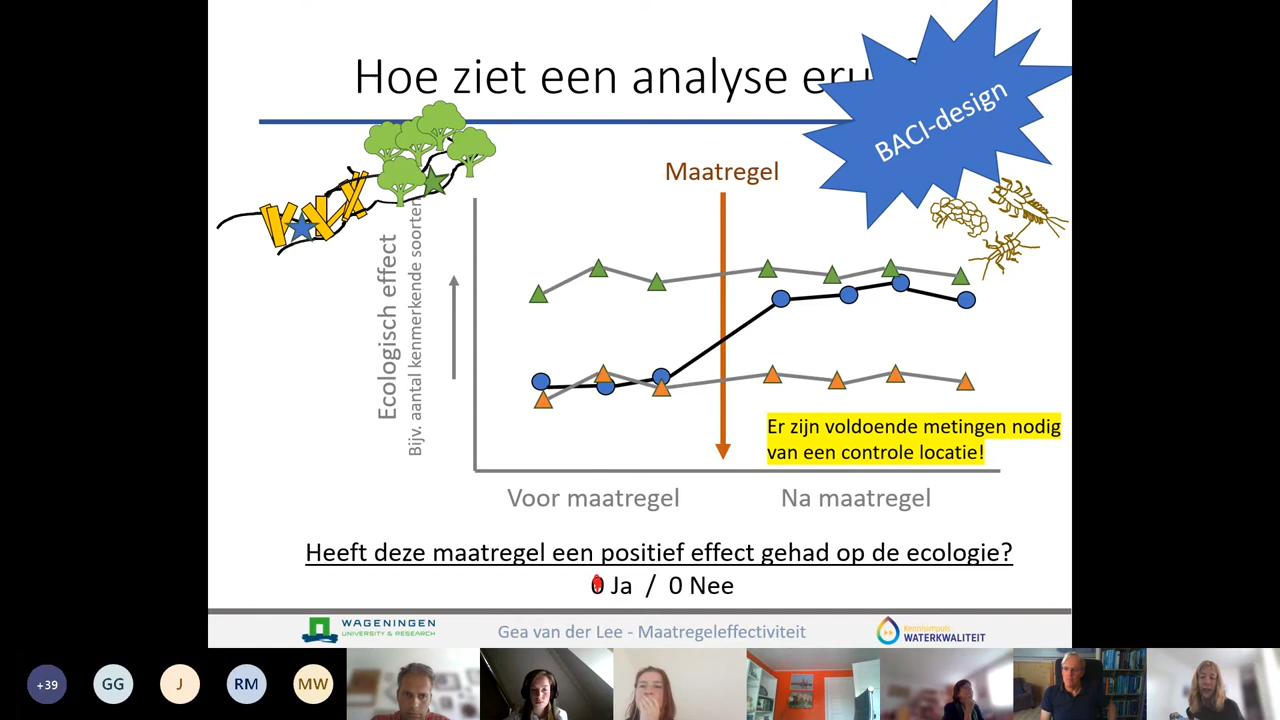 Hoe ziet een analyse eru
BACI-design
Maatregel
Ecologisch effect
Bijv. aantal kenmerkende soorten
Er zijn voldoende metingen nodig
van een controle locatie!
Voor maatregel
Na maatregel
Heeft deze maatregel een positief effect gehad op de ecologie?
0 Ja / 0 Nee
WAGENINGEN
UNIVERSITY & RESEARCH
Gea van der Lee - Maatregeleffectiviteit
Kennisimpuls
WATERKWALITEIT
+39
GG
J
RM
MW